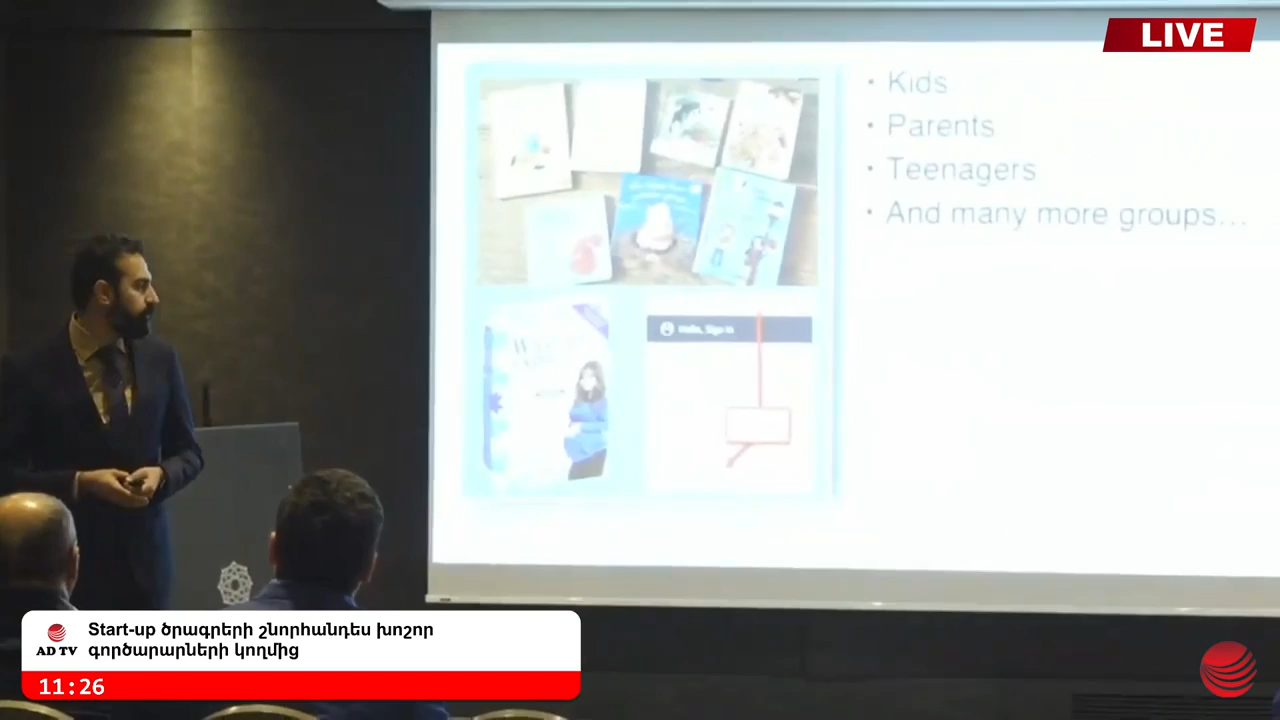 LIVE
• Kids
• Parents
• Teenagers
• And many more groups...
Hello, Sign in
Start-up ծրագրերի շնորհանդես խոշոր
գործարարների կողմից
AD TV
11:26